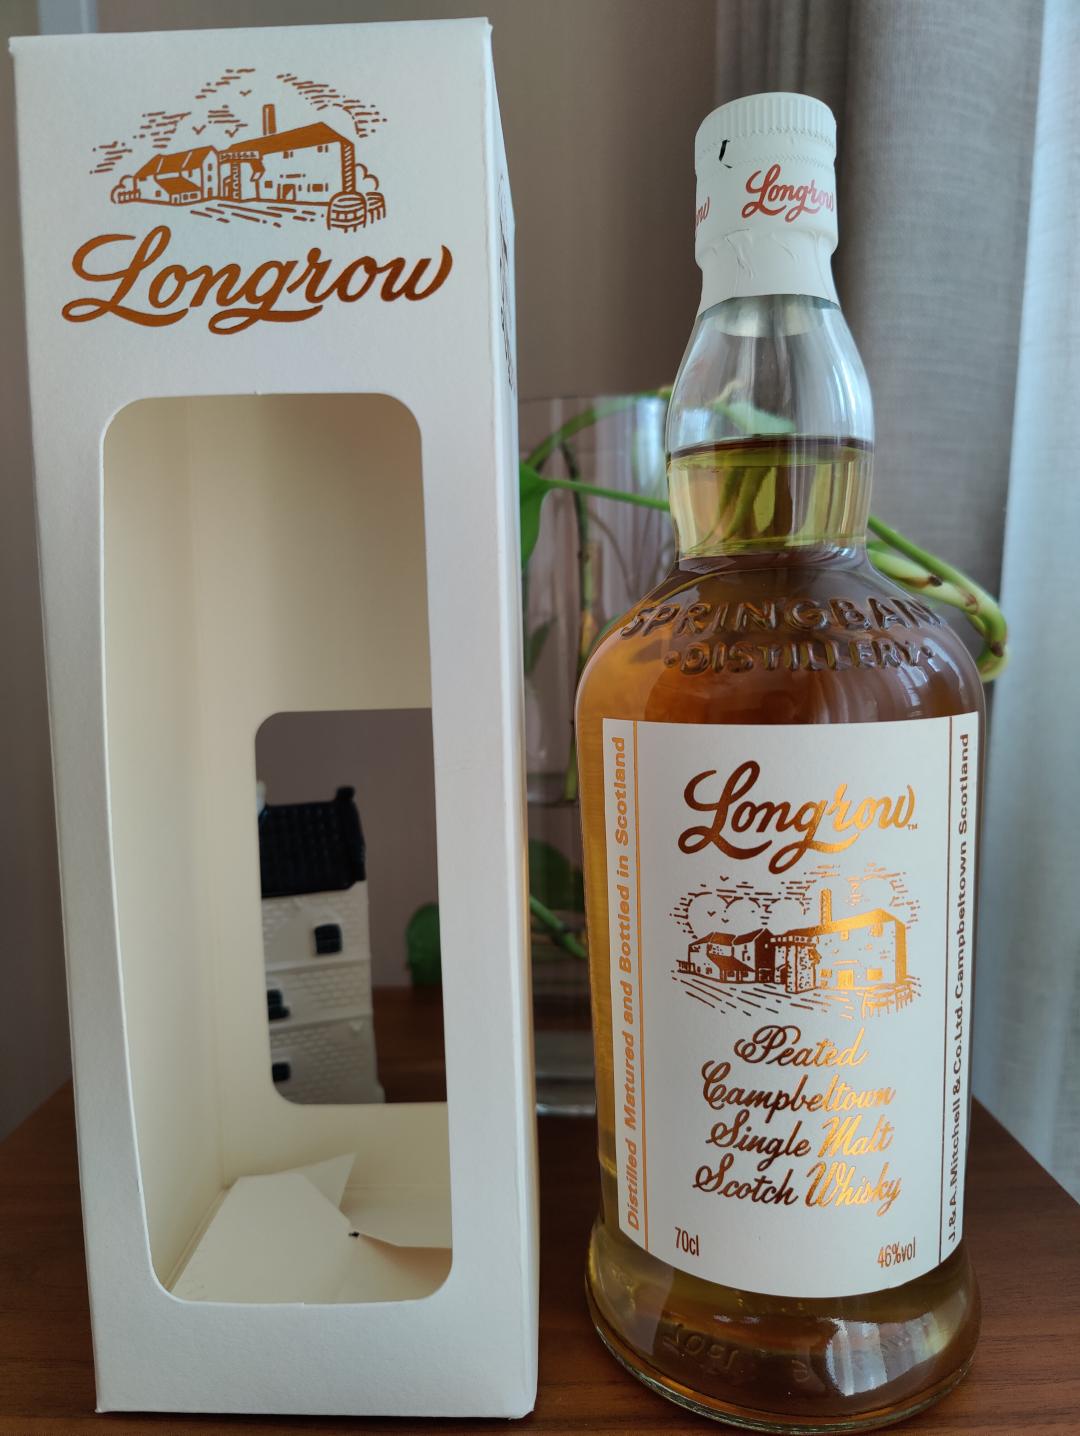 Longrow
Longrow
SPRINGBANK
•DISTILLERY•
Distilled Matured and Bottled in Scotland
Longrow™
Peated
Campbeltown
Single Malt
Scotch Whisky
70cl
46%vol
J.&A.Mitchell & Co.Ltd.Campbeltown Scotland